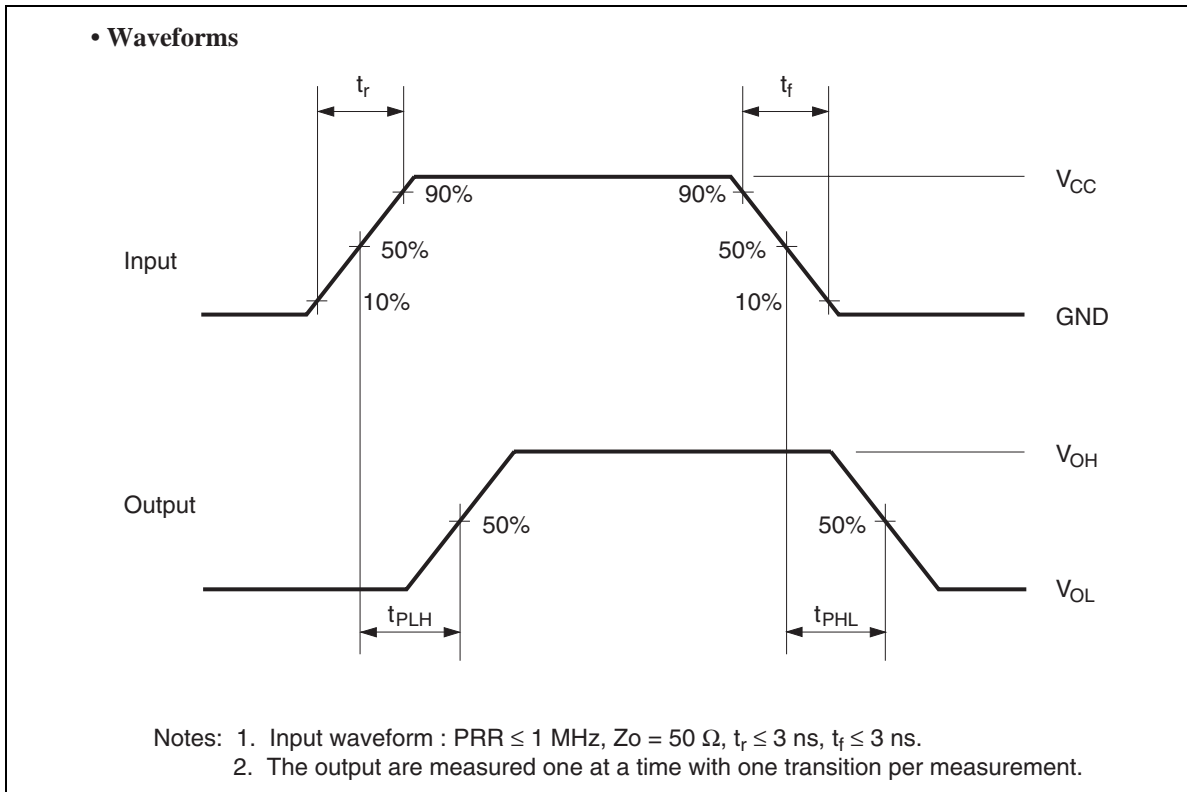 • Waveforms
tr tf
90% 90% VCC
Input 50% 50%
10% 10% GND
VOH
Output 50% 50%
VOL
tPLH tPHL
Notes: 1. Input waveform : PRR ≤ 1 MHz, Zo = 50 Ω, tr ≤ 3 ns, tf ≤ 3 ns.
2. The output are measured one at a time with one transition per measurement.